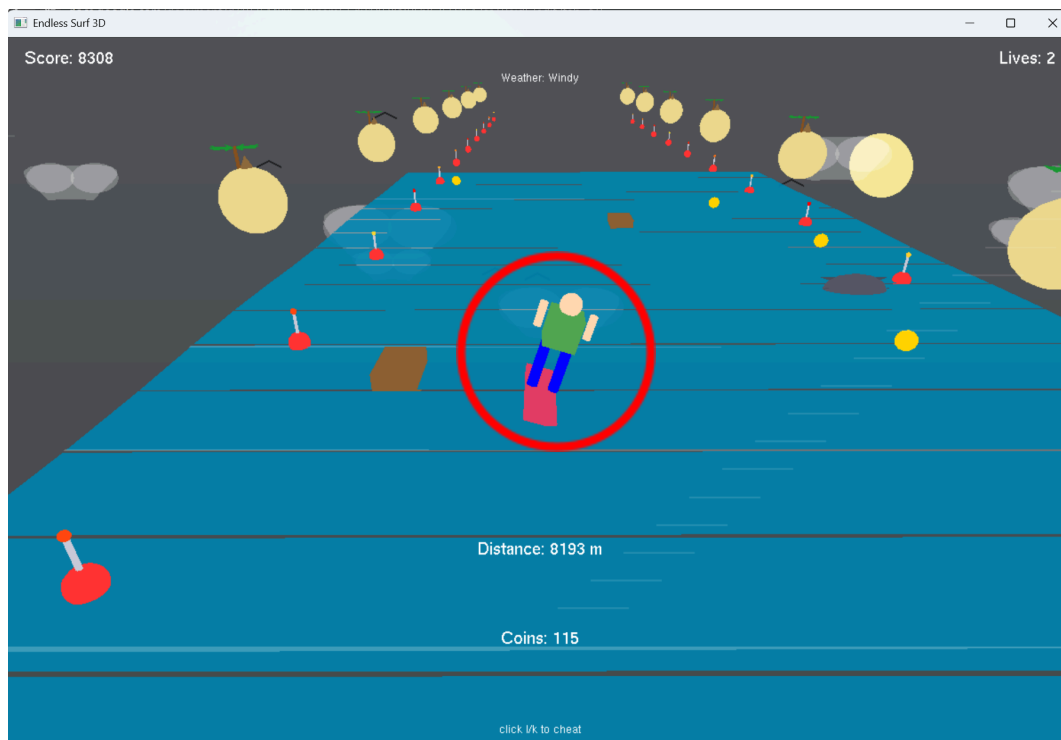 Endless Surf 3D
Score: 8308
Lives: 2
Weather: Windy
Distance: 8193 m
Coins: 115
click l/k to cheat